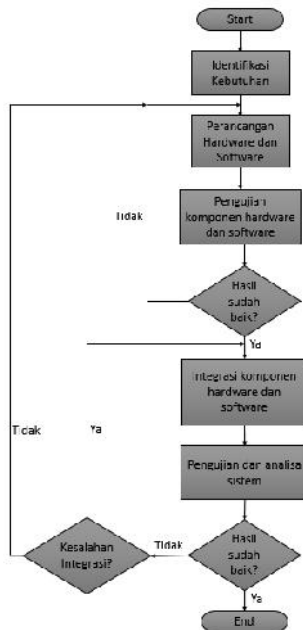 Start
Identifikasi
Kebutuhan
Perancangan
Hardware dan
Software
Pengujian
komponen hardware
dan software
Tidak
Hasil
sudah
baik?
Ya
Integrasi komponen
hardware dan
software
Tidak
Ya
Pengujian dan analisa
sistem
Kesalahan
Integrasi?
Tidak
Hasil
sudah
baik?
Ya
End